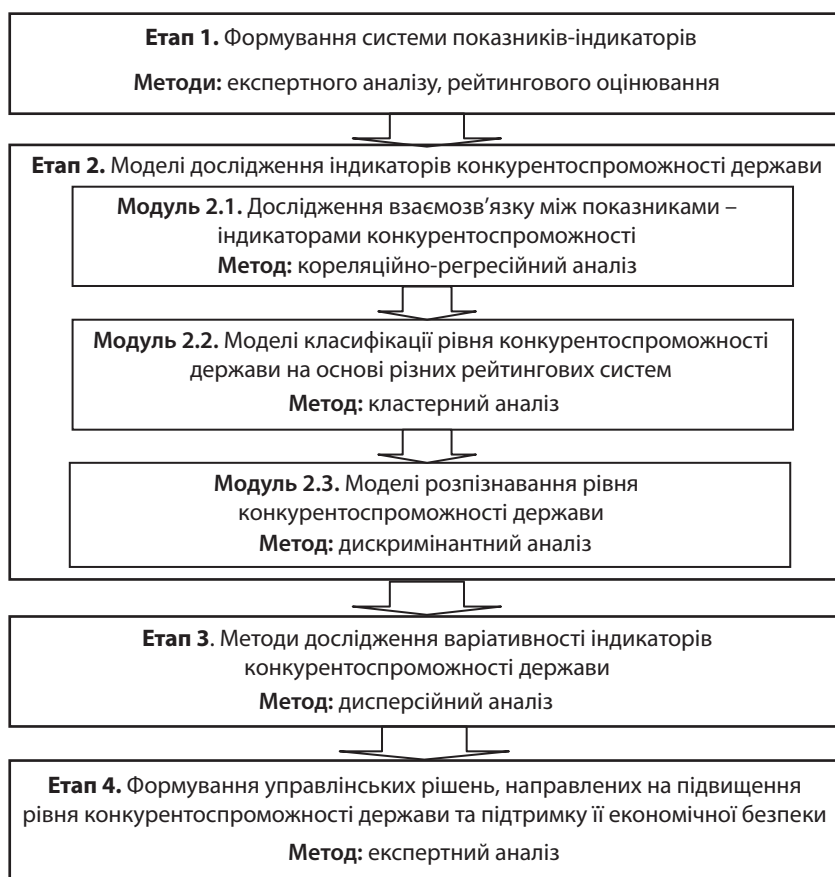 Етап 1. Формування системи показників-індикаторів
Методи: експертного аналізу, рейтингового оцінювання
Етап 2. Моделі дослідження індикаторів конкурентоспроможності держави
Модуль 2.1. Дослідження взаємозв'язку між показниками –
індикаторами конкурентоспроможності
Метод: кореляційно-регресійний аналіз
Модуль 2.2. Моделі класифікації рівня конкурентоспроможності
держави на основі різних рейтингових систем
Метод: кластерний аналіз
Модуль 2.3. Моделі розпізнавання рівня
конкурентоспроможності держави
Метод: дискримінантний аналіз
Етап 3. Методи дослідження варіативності індикаторів
конкурентоспроможності держави
Метод: дисперсійний аналіз
Етап 4. Формування управлінських рішень, направлених на підвищення
рівня конкурентоспроможності держави та підтримку її економічної безпеки
Метод: експертний аналіз